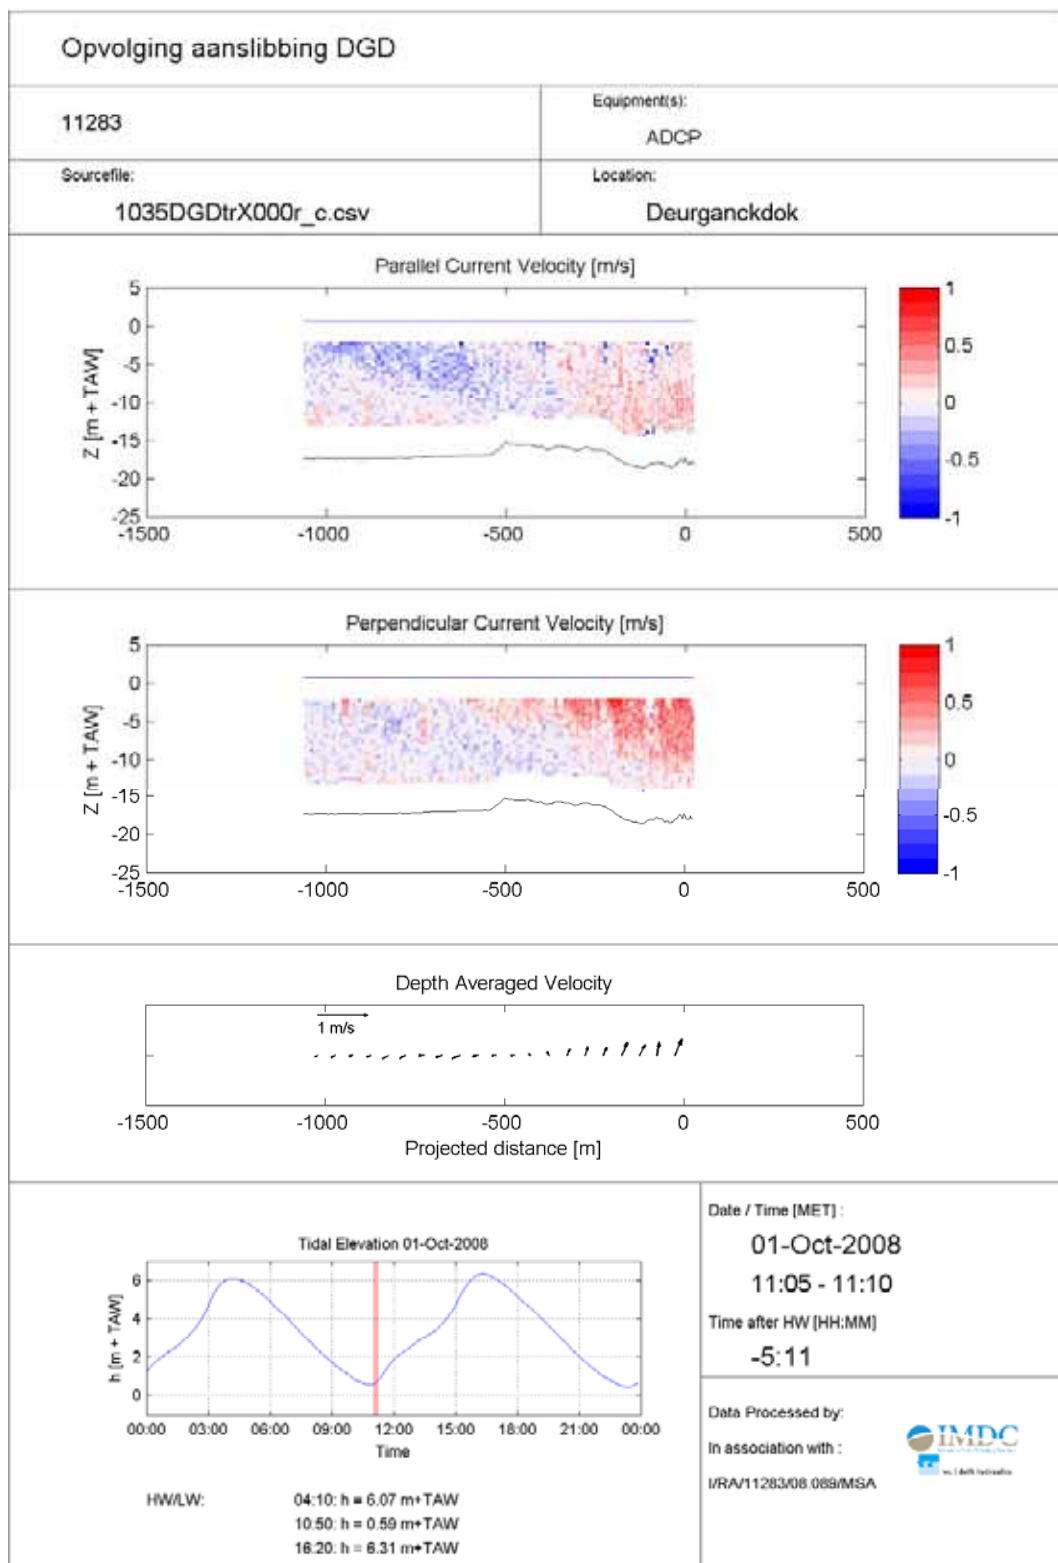 Opvolging aanslibbing DGD
11283
Equipment(s):
ADCP
Sourcefile:
1035DGDtrX000r_c.csv
Location:
Deurganckdok
Parallel Current Velocity [m/s]
Z [m + TAW]
5
0
-5
-10
-15
-20
-25
-1500
-1000
-500
0
500
1
0.5
0
-0.5
-1
Perpendicular Current Velocity [m/s]
Z [m + TAW]
5
0
-5
-10
-15
-20
-25
-1500
-1000
-500
0
500
1
0.5
0
-0.5
-1
Depth Averaged Velocity
1 m/s
-1500
-1000
-500
0
500
Projected distance [m]
Tidal Elevation 01-Oct-2008
h [m + TAW]
6
4
2
0
00:00
03:00
06:00
09:00
12:00
15:00
18:00
21:00
00:00
Time
HW/LW:
04:10: h = 6.07 m+TAW
10:50: h = 0.59 m+TAW
16:20: h = 6.31 m+TAW
Date / Time [MET] :
01-Oct-2008
11:05 - 11:10
Time after HW [HH:MM]
-5:11
Data Processed by:
IMDC
In association with :
wl | delft hydraulics
I/RA/11283/08.089/MSA